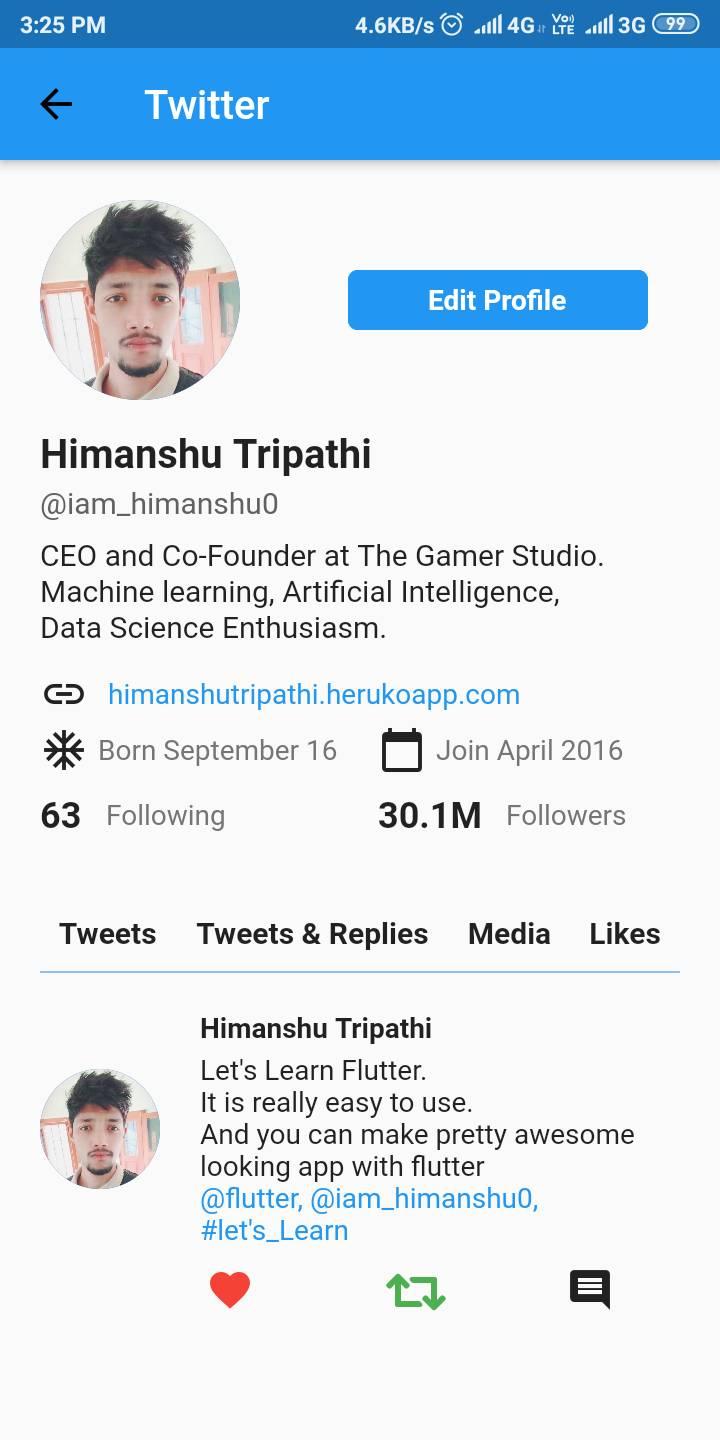 3:25 PM 4.6KB/s 4G VoLTE 3G 99
Twitter
Edit Profile
Himanshu Tripathi
@iam_himanshu0
CEO and Co-Founder at The Gamer Studio.
Machine learning, Artificial Intelligence,
Data Science Enthusiasm.
himanshutripathi.herukoapp.com
Born September 16 Join April 2016
63 Following 30.1M Followers
Tweets Tweets & Replies Media Likes
Himanshu Tripathi
Let's Learn Flutter.
It is really easy to use.
And you can make pretty awesome
looking app with flutter
@flutter, @iam_himanshu0,
#let's_Learn